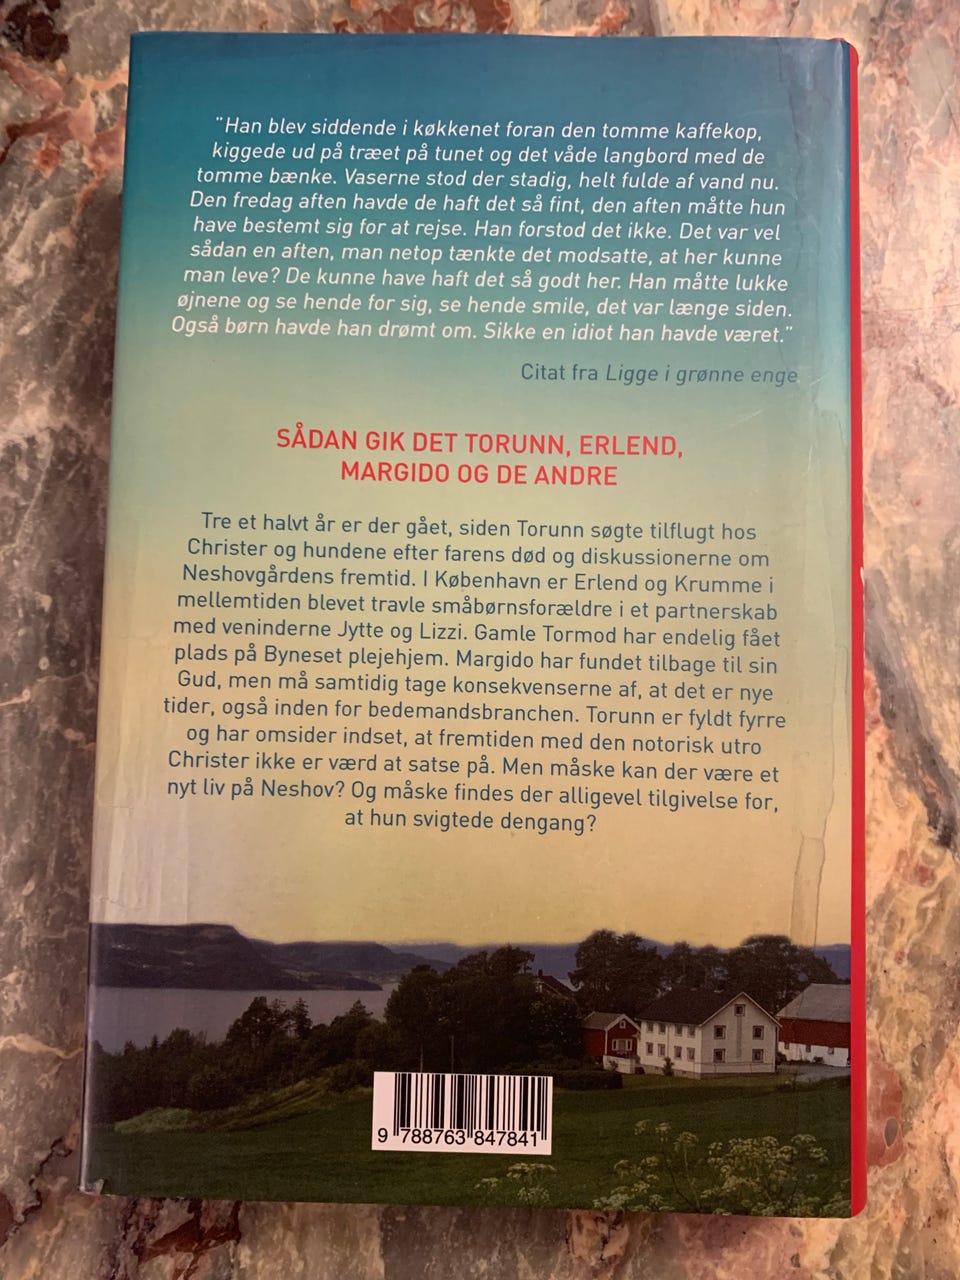 "Han blev siddende i køkkenet foran den tomme kaffekop,
kiggede ud på træet på tunet og det våde langbord med de
tomme bænke. Vaserne stod der stadig, helt fulde af vand nu.
Den fredag aften havde de haft det så fint, den aften måtte hun
have bestemt sig for at rejse. Han forstod det ikke. Det var vel
sådan en aften, man netop tænkte det modsatte, at her kunne
man leve? De kunne have haft det så godt her. Han måtte lukke
øjnene og se hende for sig, se hende smile, det var længe siden.
Også børn havde han drømt om. Sikke en idiot han havde været."
Citat fra Ligge i grønne enge
SÅDAN GIK DET TORUNN, ERLEND,
MARGIDO OG DE ANDRE
Tre et halvt år er der gået, siden Torunn søgte tilflugt hos
Christer og hundene efter farens død og diskussionerne om
Neshovgårdens fremtid. I København er Erlend og Krumme i
mellemtiden blevet travle småbørnsforældre i et partnerskab
med veninderne Jytte og Lizzi. Gamle Tormod har endelig fået
plads på Byneset plejehjem. Margido har fundet tilbage til sin
Gud, men må samtidig tage konsekvenserne af, at det er nye
tider, også inden for bedemandsbranchen. Torunn er fyldt fyrre
og har omsider indset, at fremtiden med den notorisk utro
Christer ikke er værd at satse på. Men måske kan der være et
nyt liv på Neshov? Og måske findes der alligevel tilgivelse for,
at hun svigtede dengang?
9 788763 847841